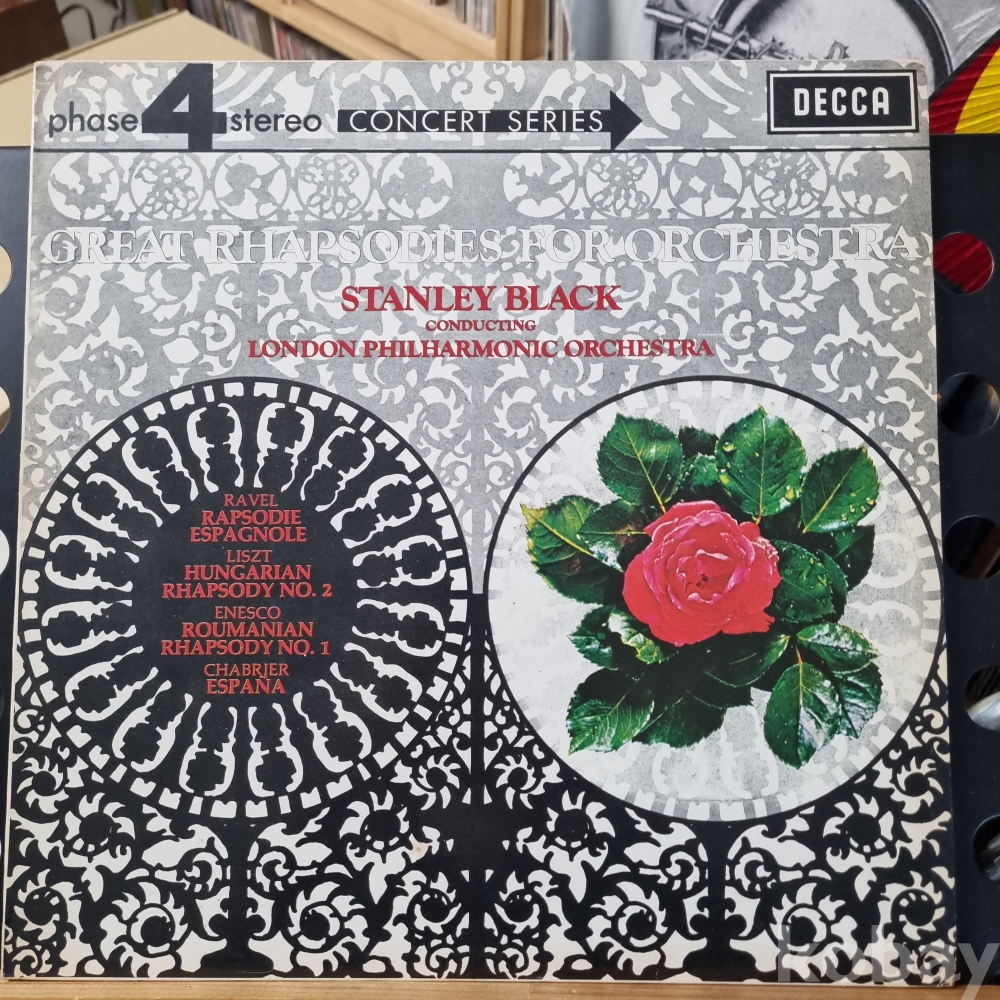 phase 4 stereo CONCERT SERIES
DECCA
GREAT RHAPSODIES FOR ORCHESTRA
STANLEY BLACK
CONDUCTING
LONDON PHILHARMONIC ORCHESTRA
RAVEL
RAPSODIE
ESPAGNOLE
LISZT
HUNGARIAN
RHAPSODY NO. 2
ENESCO
ROUMANIAN
RHAPSODY NO. 1
CHABRIER
ESPAÑA
kobay